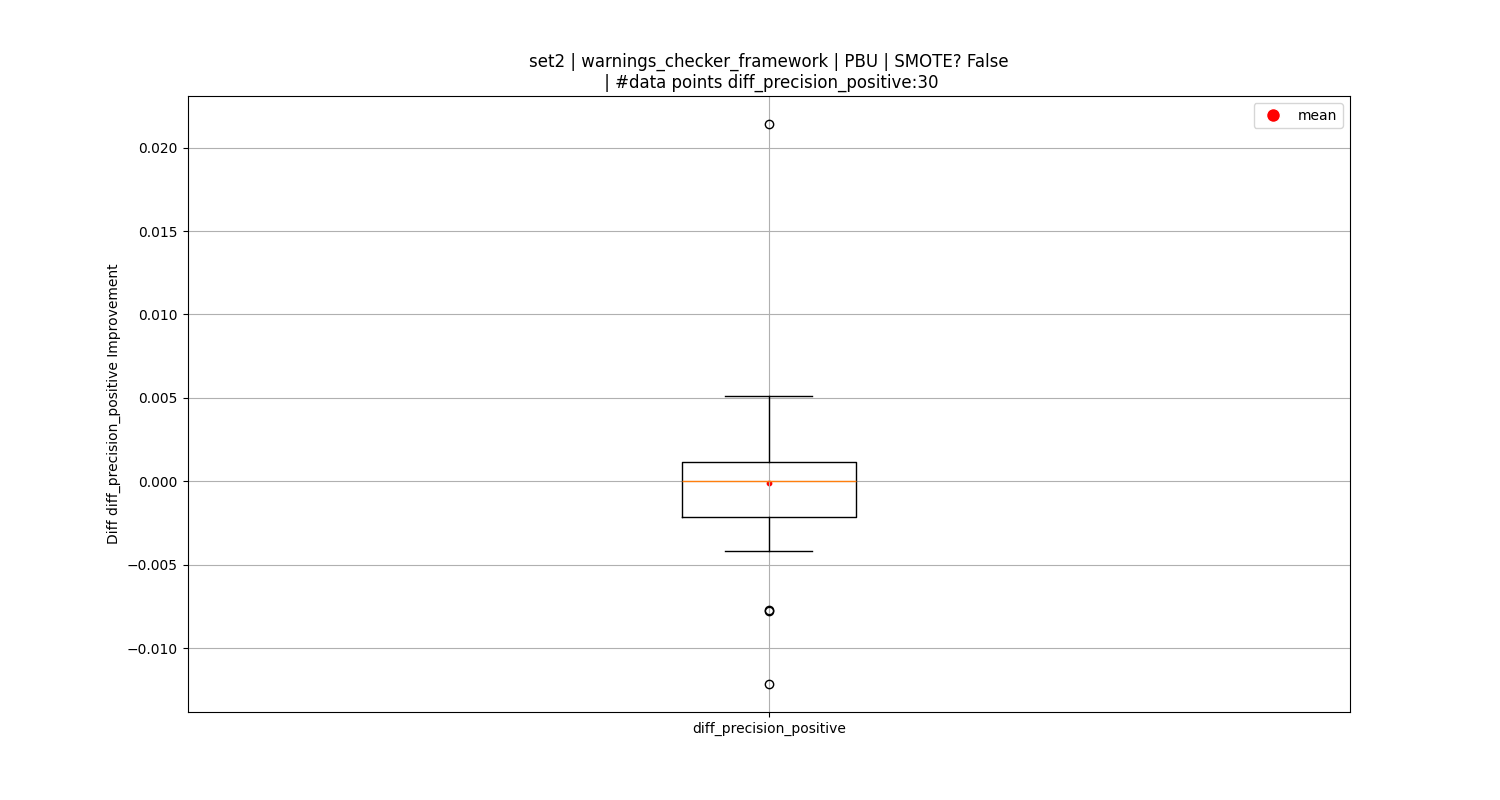 set2 | warnings_checker_framework | PBU | SMOTE? False
| #data points diff_precision_positive:30
mean
0.020
0.015
0.010
0.005
0.000
−0.005
−0.010
Diff diff_precision_positive Improvement
diff_precision_positive